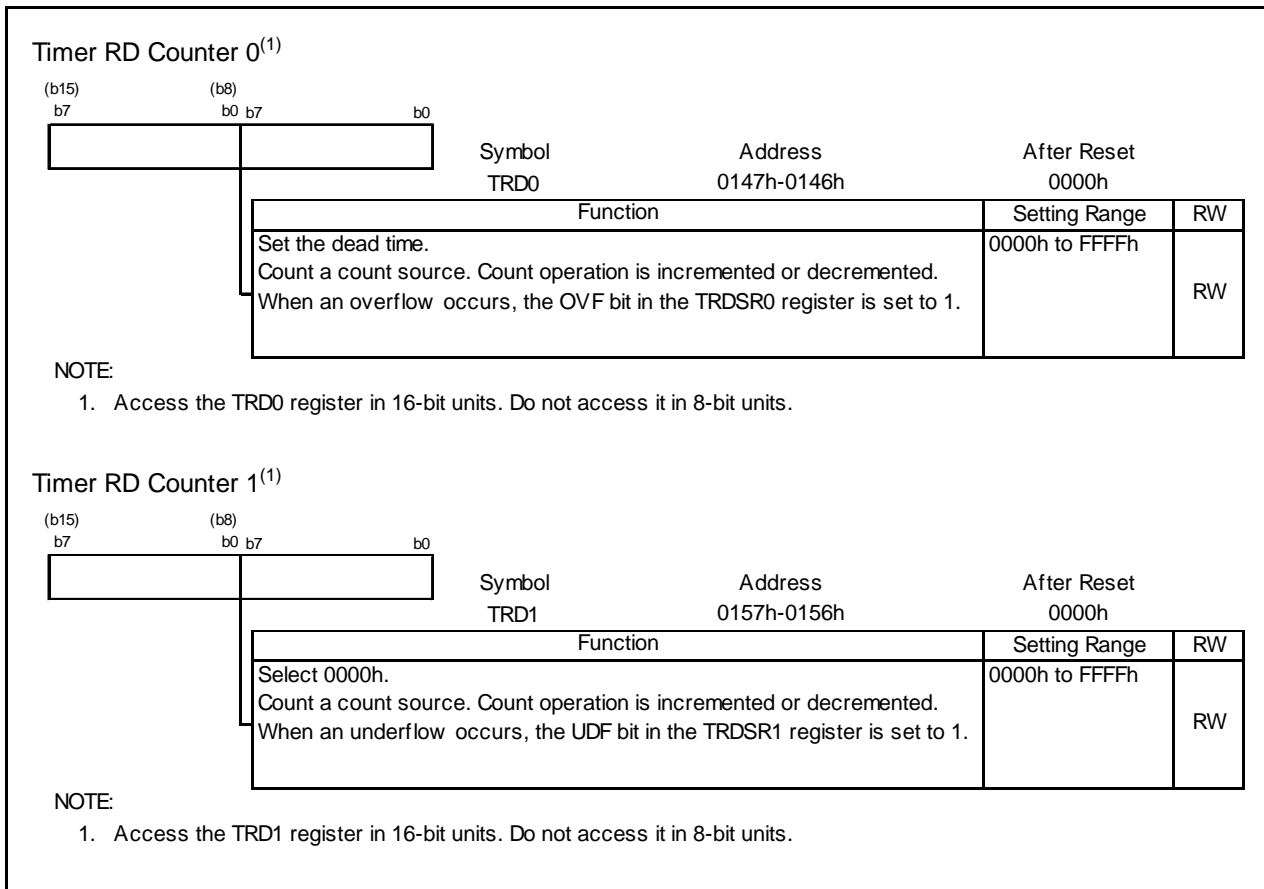 Timer RD Counter 0(1)
(b15) (b8)
b7 b0 b7 b0
Symbol Address After Reset
TRD0 0147h-0146h 0000h
Function Setting Range RW
Set the dead time. 0000h to FFFFh
Count a count source. Count operation is incremented or decremented.
When an overflow occurs, the OVF bit in the TRDSR0 register is set to 1. RW
NOTE:
1. Access the TRD0 register in 16-bit units. Do not access it in 8-bit units.
Timer RD Counter 1(1)
(b15) (b8)
b7 b0 b7 b0
Symbol Address After Reset
TRD1 0157h-0156h 0000h
Function Setting Range RW
Select 0000h. 0000h to FFFFh
Count a count source. Count operation is incremented or decremented.
When an underflow occurs, the UDF bit in the TRDSR1 register is set to 1. RW
NOTE:
1. Access the TRD1 register in 16-bit units. Do not access it in 8-bit units.